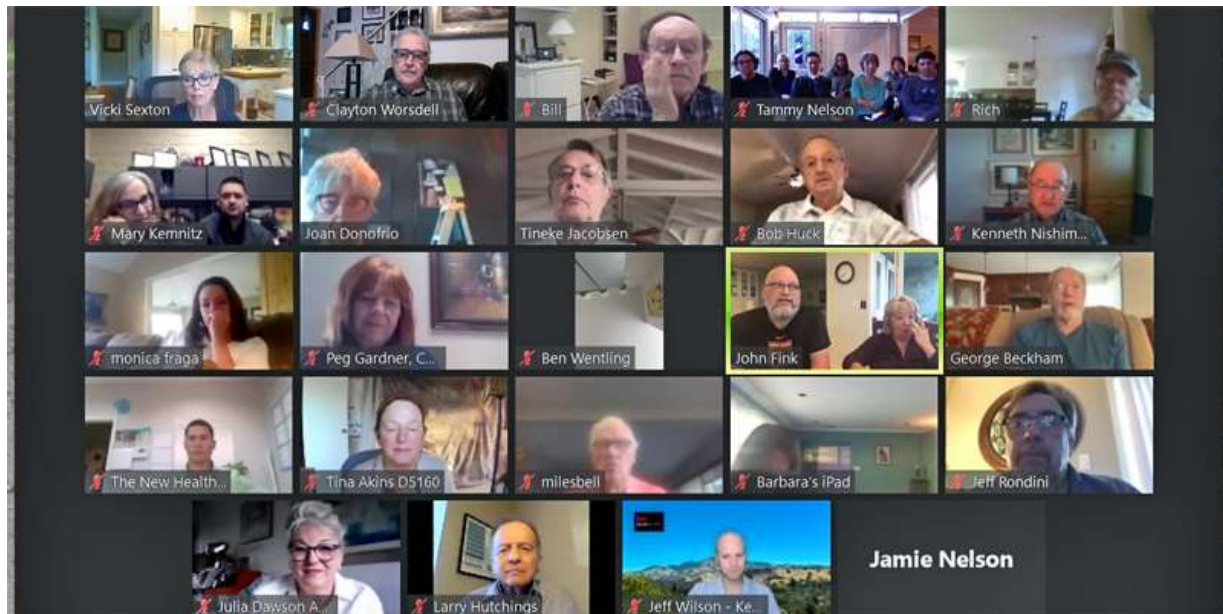 Vicki Sexton
Clayton Worsdell
Bill
Tammy Nelson
Rich
Mary Kemnitz
Joan Donofrio
Tineke Jacobsen
Bob Huck
Kenneth Nishim...
monica fraga
Peg Gardner, C...
Ben Wentling
John Fink
George Beckham
The New Health...
Tina Akins D5160
milesbell
Barbara's iPad
Jeff Rondini
Julia Dawson A...
Larry Hutchings
Jeff Wilson - Ke...
Jamie Nelson